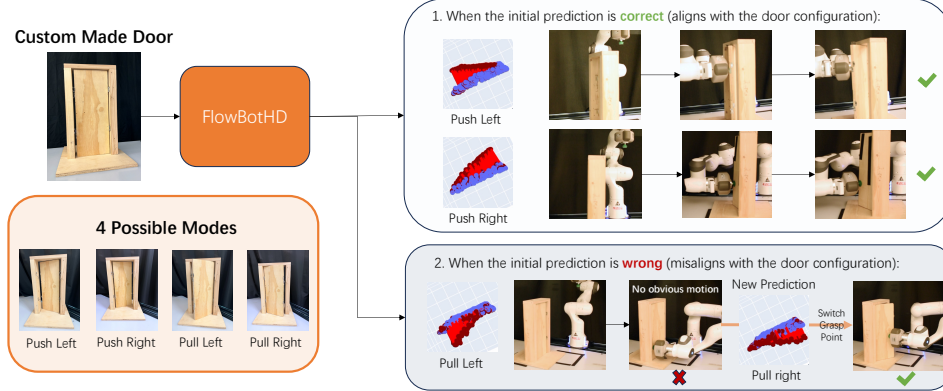 Custom Made Door
FlowBotHD
4 Possible Modes
Push Left
Push Right
Pull Left
Pull Right
1. When the initial prediction is correct (aligns with the door configuration):
Push Left
Push Right
2. When the initial prediction is wrong (misaligns with the door configuration):
Pull Left
No obvious motion
New Prediction
Pull right
Switch
Grasp
Point